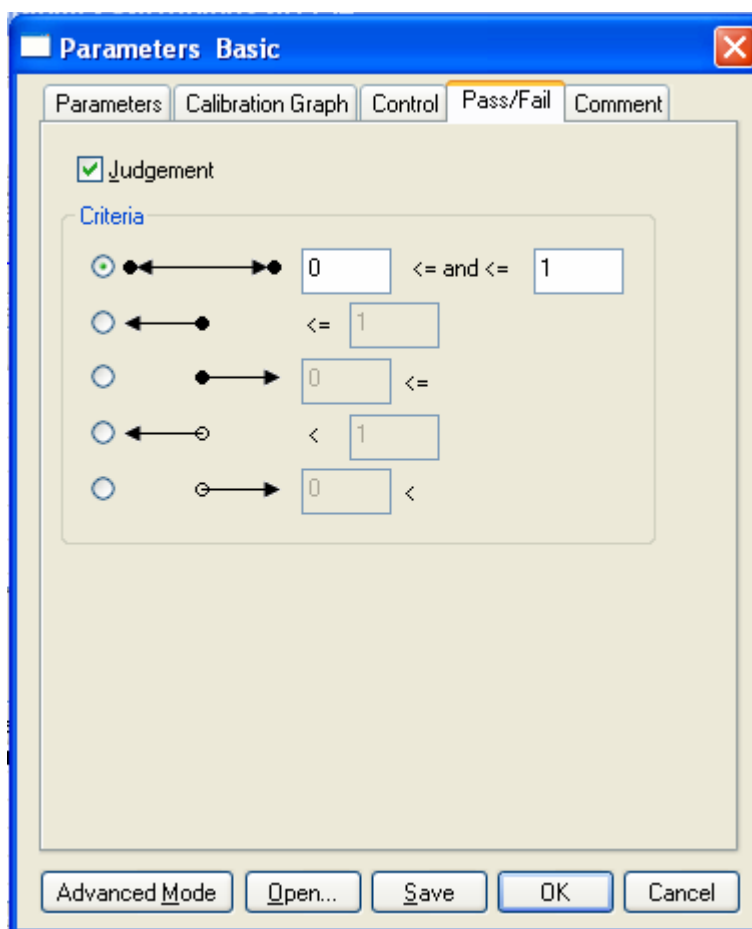 Parameters Basic
Parameters Calibration Graph Control Pass/Fail Comment
Judgement
Criteria
0 <= and <= 1
<= 1
0 <=
< 1
0 <
Advanced Mode Open... Save OK Cancel